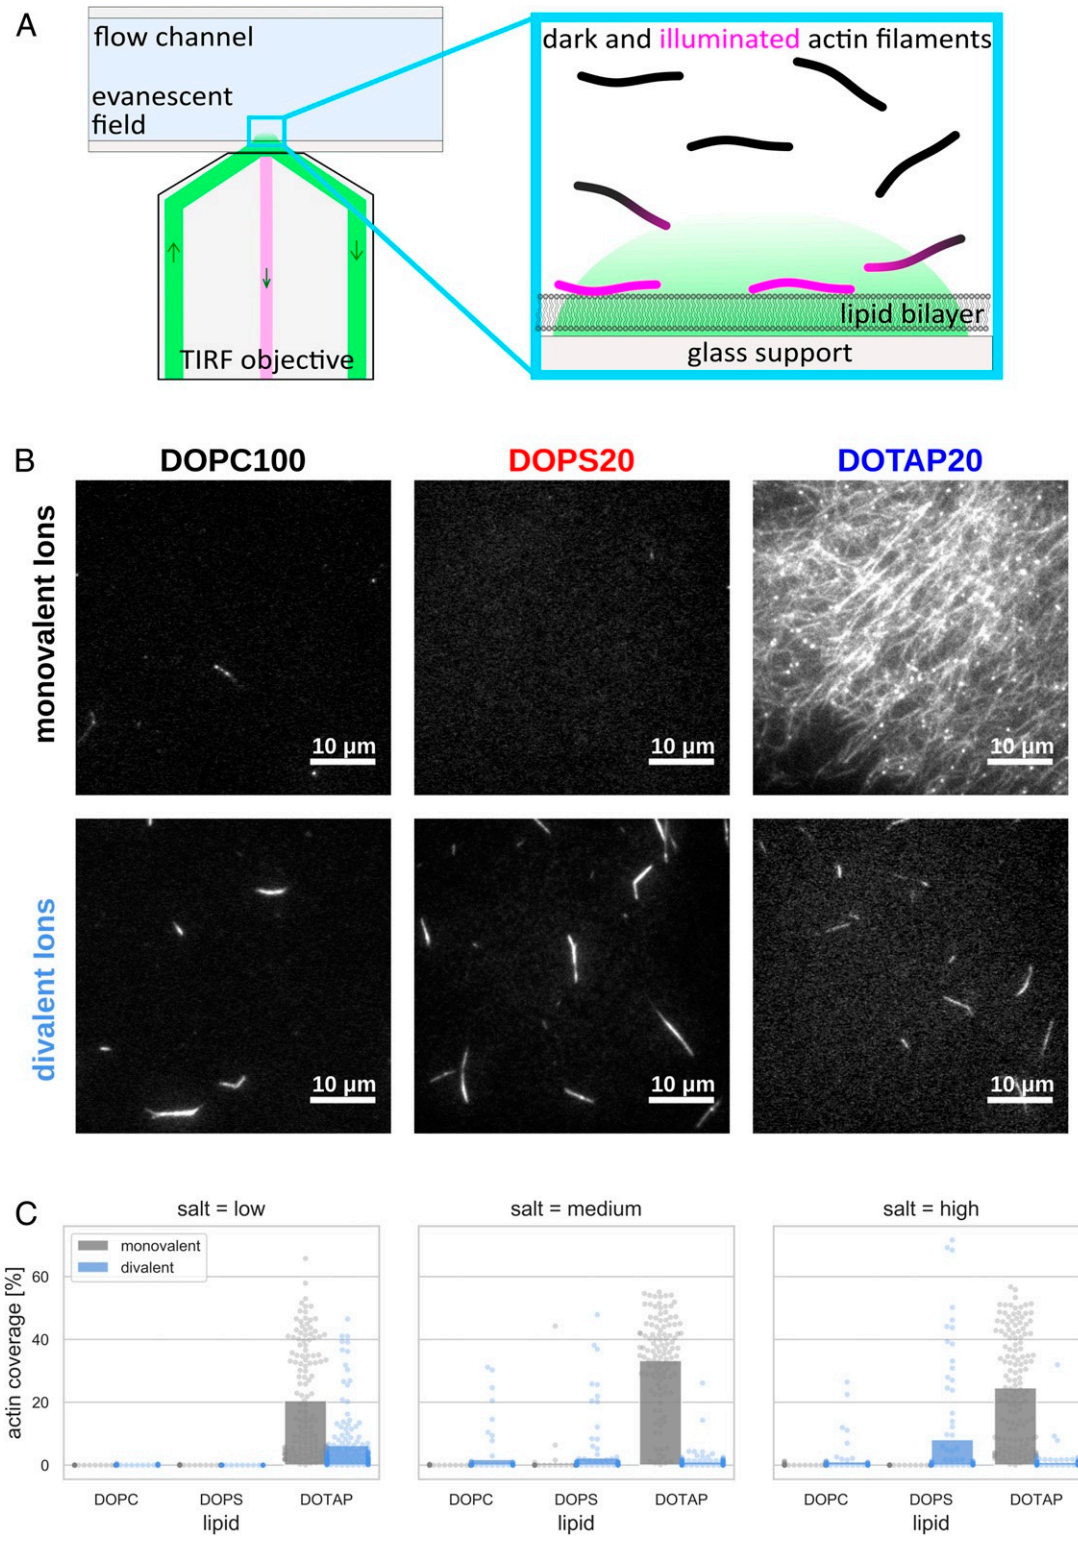 A
flow channel
evanescent
field
TIRF objective
dark and illuminated actin filaments
lipid bilayer
glass support
B
DOPC100
DOPS20
DOTAP20
monovalent Ions
10 µm
10 µm
10 µm
divalent Ions
10 µm
10 µm
10 µm
C
salt = low
salt = medium
salt = high
monovalent
divalent
actin coverage [%]
60
40
20
0
DOPC DOPS DOTAP
DOPC DOPS DOTAP
DOPC DOPS DOTAP
lipid
lipid
lipid